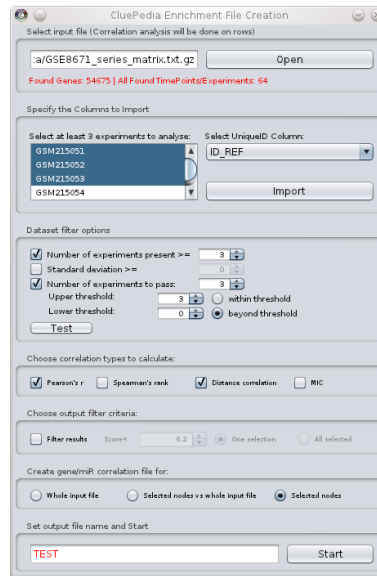 CluePedia Enrichment File Creation
Select input file (Correlation analysis will be done on rows)
:a/GSE8671_series_matrix.txt.gz Open
Found Genes: 54675 | All Found TimePoints/Experiments: 64
Specify the Columns to Import
Select at least 3 experiments to analyse: Select UniqueID Column:
GSM215051 ID_REF
GSM215052
GSM215053
GSM215054 Import
Dataset filter options
Number of experiments present >= 3
Standard deviation >= 0
Number of experiments to pass: 3
Upper threshold: 3 within threshold
Lower threshold: 0 beyond threshold
Test
Choose correlation types to calculate:
Pearson's r Spearman's rank Distance correlation MIC
Choose output filter criteria:
Filter results Score< 0.2 One selection All selected
Create gene/miR correlation file for:
Whole input file Selected nodes vs whole input file Selected nodes
Set output file name and Start
TEST Start